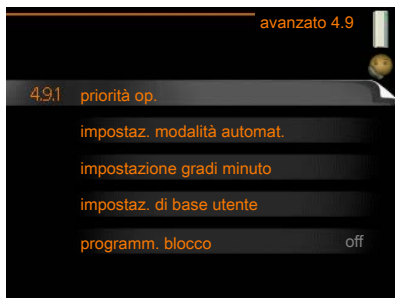 avanzato 4.9
4.9.1 priorità op.
impostaz. modalità automat.
impostazione gradi minuto
impostaz. di base utente
programm. blocco off